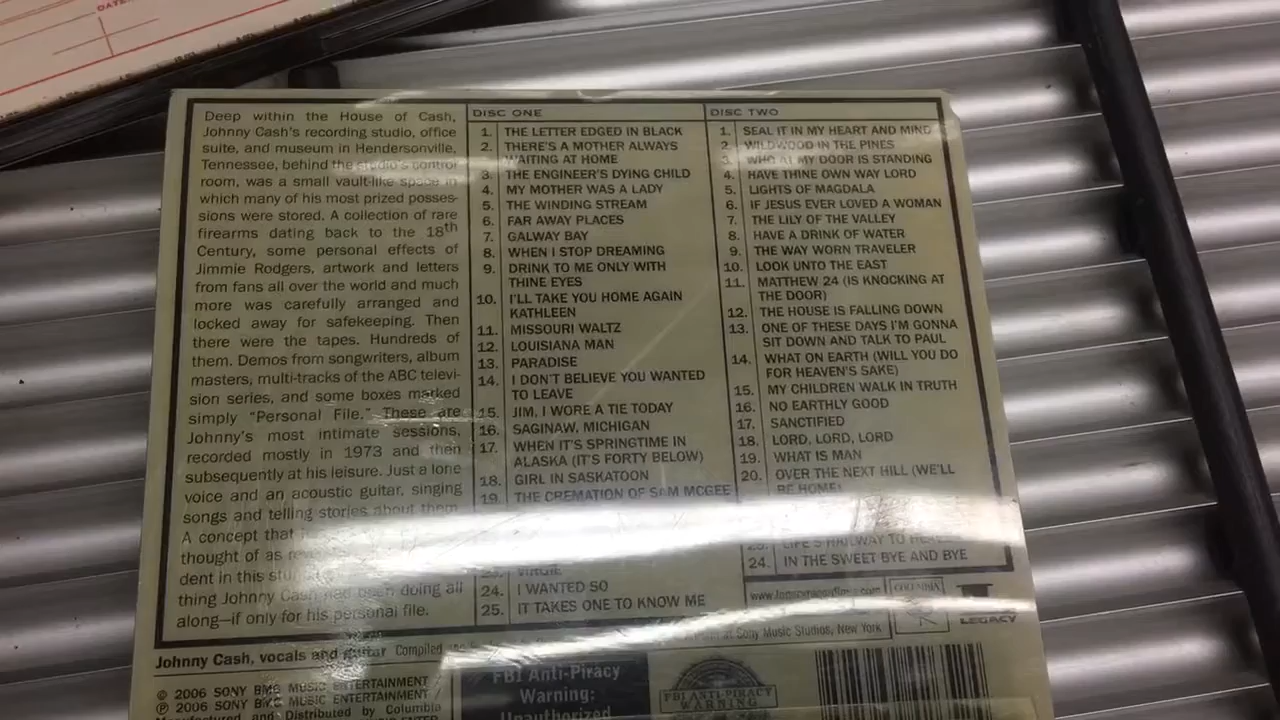 DATE
Deep within the House of Cash,
Johnny Cash's recording studio, office
suite, and museum in Hendersonville,
Tennessee, behind the studio's control
room, was a small vault-like space in
which many of his most prized posses-
sions were stored. A collection of rare
firearms dating back to the 18th
Century, some personal effects of
Jimmie Rodgers, artwork and letters
from fans all over the world and much
more was carefully arranged and
locked away for safekeeping. Then
there were the tapes. Hundreds of
them. Demos from songwriters, album
masters, multi-tracks of the ABC televi-
sion series, and some boxes marked
simply "Personal File." These are
Johnny's most intimate sessions,
recorded mostly in 1973 and then
subsequently at his leisure. Just a lone
voice and an acoustic guitar, singing
songs and telling stories about them.
A concept that
thought of as
dent in this
thing Johnny Cash had been doing all
along—if only for his personal file.
DISC ONE
1. THE LETTER EDGED IN BLACK
2. THERE'S A MOTHER ALWAYS
WAITING AT HOME
3. THE ENGINEER'S DYING CHILD
4. MY MOTHER WAS A LADY
5. THE WINDING STREAM
6. FAR AWAY PLACES
7. GALWAY BAY
8. WHEN I STOP DREAMING
9. DRINK TO ME ONLY WITH
THINE EYES
10. I'LL TAKE YOU HOME AGAIN
KATHLEEN
11. MISSOURI WALTZ
12. LOUISIANA MAN
13. PARADISE
14. I DON'T BELIEVE YOU WANTED
TO LEAVE
15. JIM, I WORE A TIE TODAY
16. SAGINAW, MICHIGAN
17. WHEN IT'S SPRINGTIME IN
ALASKA (IT'S FORTY BELOW)
18. GIRL IN SASKATOON
19. THE CREMATION OF SAM MCGEE
23. VIRGIE
24. I WANTED SO
25. IT TAKES ONE TO KNOW ME
DISC TWO
1. SEAL IT IN MY HEART AND MIND
2. WILDWOOD IN THE PINES
3. WHO AT MY DOOR IS STANDING
4. HAVE THINE OWN WAY LORD
5. LIGHTS OF MAGDALA
6. IF JESUS EVER LOVED A WOMAN
7. THE LILY OF THE VALLEY
8. HAVE A DRINK OF WATER
9. THE WAY WORN TRAVELER
10. LOOK UNTO THE EAST
11. MATTHEW 24 (IS KNOCKING AT
THE DOOR)
12. THE HOUSE IS FALLING DOWN
13. ONE OF THESE DAYS I'M GONNA
SIT DOWN AND TALK TO PAUL
14. WHAT ON EARTH (WILL YOU DO
FOR HEAVEN'S SAKE)
15. MY CHILDREN WALK IN TRUTH
16. NO EARTHLY GOOD
17. SANCTIFIED
18. LORD, LORD, LORD
19. WHAT IS MAN
20. OVER THE NEXT HILL (WE'LL
BE HOME)
23. LIFE'S RAILWAY TO HEAVEN
24. IN THE SWEET BYE AND BYE
COLUMBIA
LEGACY
Johnny Cash, vocals and guitar Compiled
at Sony Music Studios, New York
© 2006 SONY BMG MUSIC ENTERTAINMENT /
℗ 2006 SONY BMG MUSIC ENTERTAINMENT /
Manufactured and Distributed by Columbia
FBI Anti-Piracy
Warning:
Unauthorized
FBI ANTI-PIRACY
WARNING